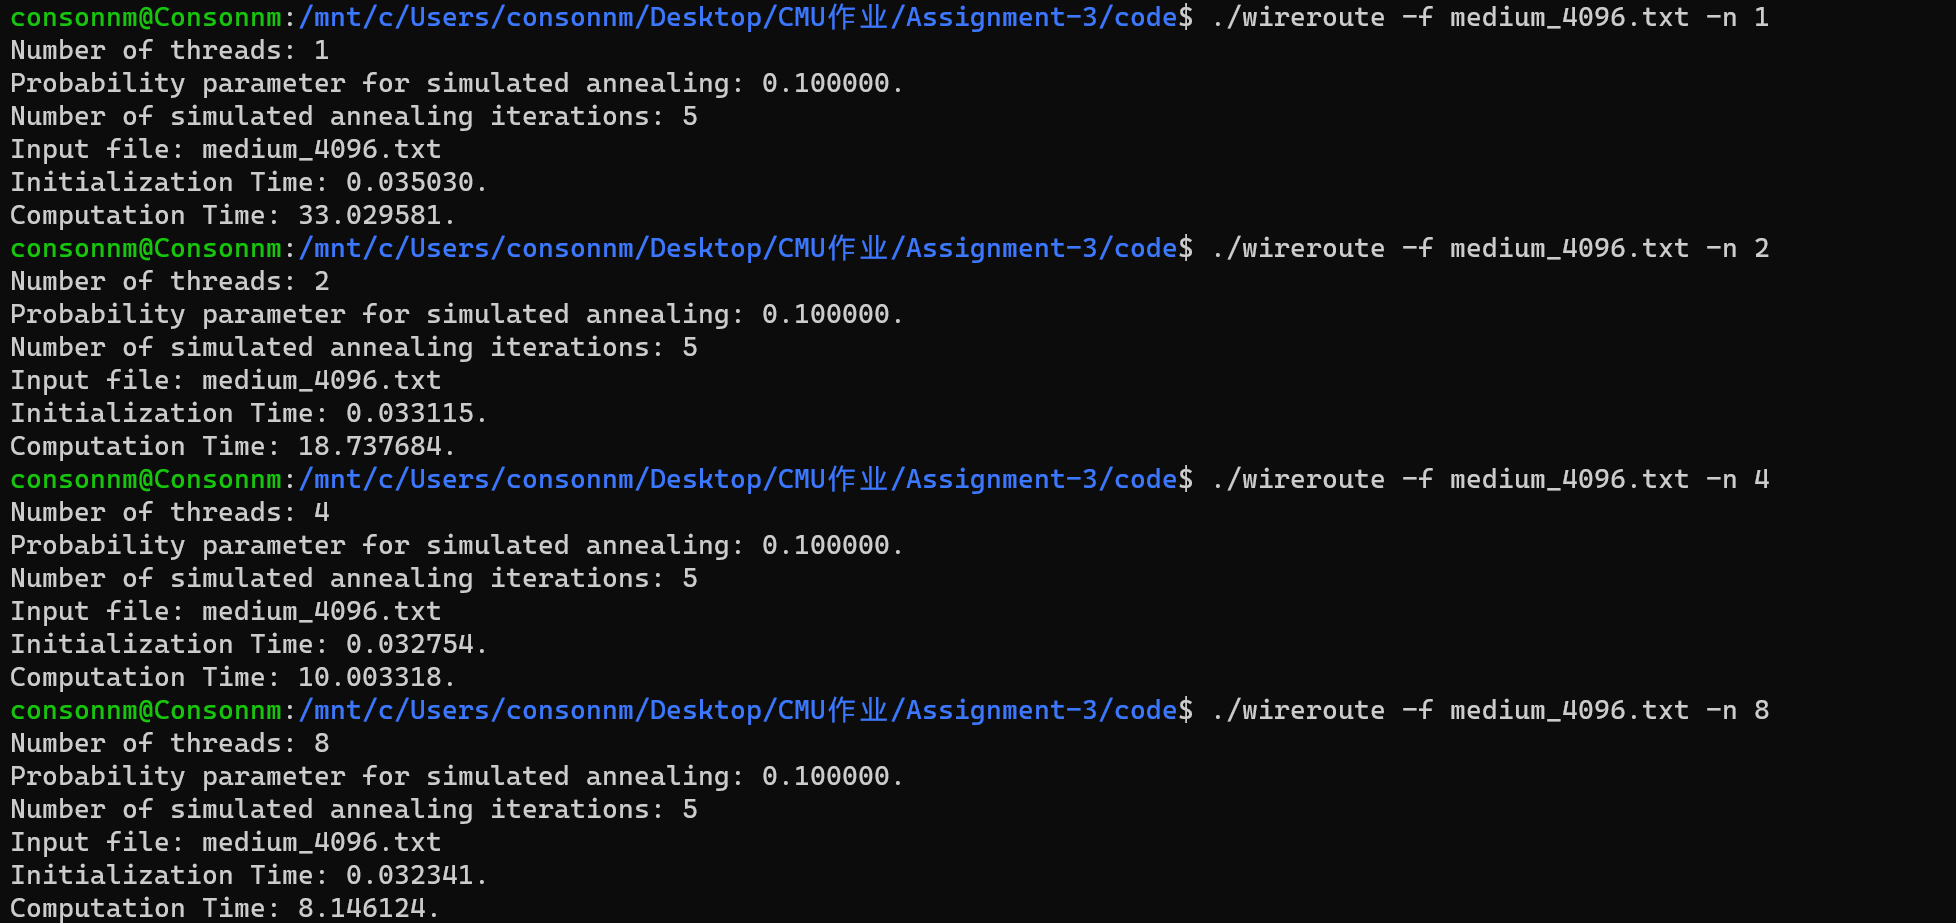 consonnm@Consonnm:/mnt/c/Users/consonnm/Desktop/CMU作业/Assignment-3/code$ ./wireroute -f medium_4096.txt -n 1
Number of threads: 1
Probability parameter for simulated annealing: 0.100000.
Number of simulated annealing iterations: 5
Input file: medium_4096.txt
Initialization Time: 0.035030.
Computation Time: 33.029581.
consonnm@Consonnm:/mnt/c/Users/consonnm/Desktop/CMU作业/Assignment-3/code$ ./wireroute -f medium_4096.txt -n 2
Number of threads: 2
Probability parameter for simulated annealing: 0.100000.
Number of simulated annealing iterations: 5
Input file: medium_4096.txt
Initialization Time: 0.033115.
Computation Time: 18.737684.
consonnm@Consonnm:/mnt/c/Users/consonnm/Desktop/CMU作业/Assignment-3/code$ ./wireroute -f medium_4096.txt -n 4
Number of threads: 4
Probability parameter for simulated annealing: 0.100000.
Number of simulated annealing iterations: 5
Input file: medium_4096.txt
Initialization Time: 0.032754.
Computation Time: 10.003318.
consonnm@Consonnm:/mnt/c/Users/consonnm/Desktop/CMU作业/Assignment-3/code$ ./wireroute -f medium_4096.txt -n 8
Number of threads: 8
Probability parameter for simulated annealing: 0.100000.
Number of simulated annealing iterations: 5
Input file: medium_4096.txt
Initialization Time: 0.032341.
Computation Time: 8.146124.